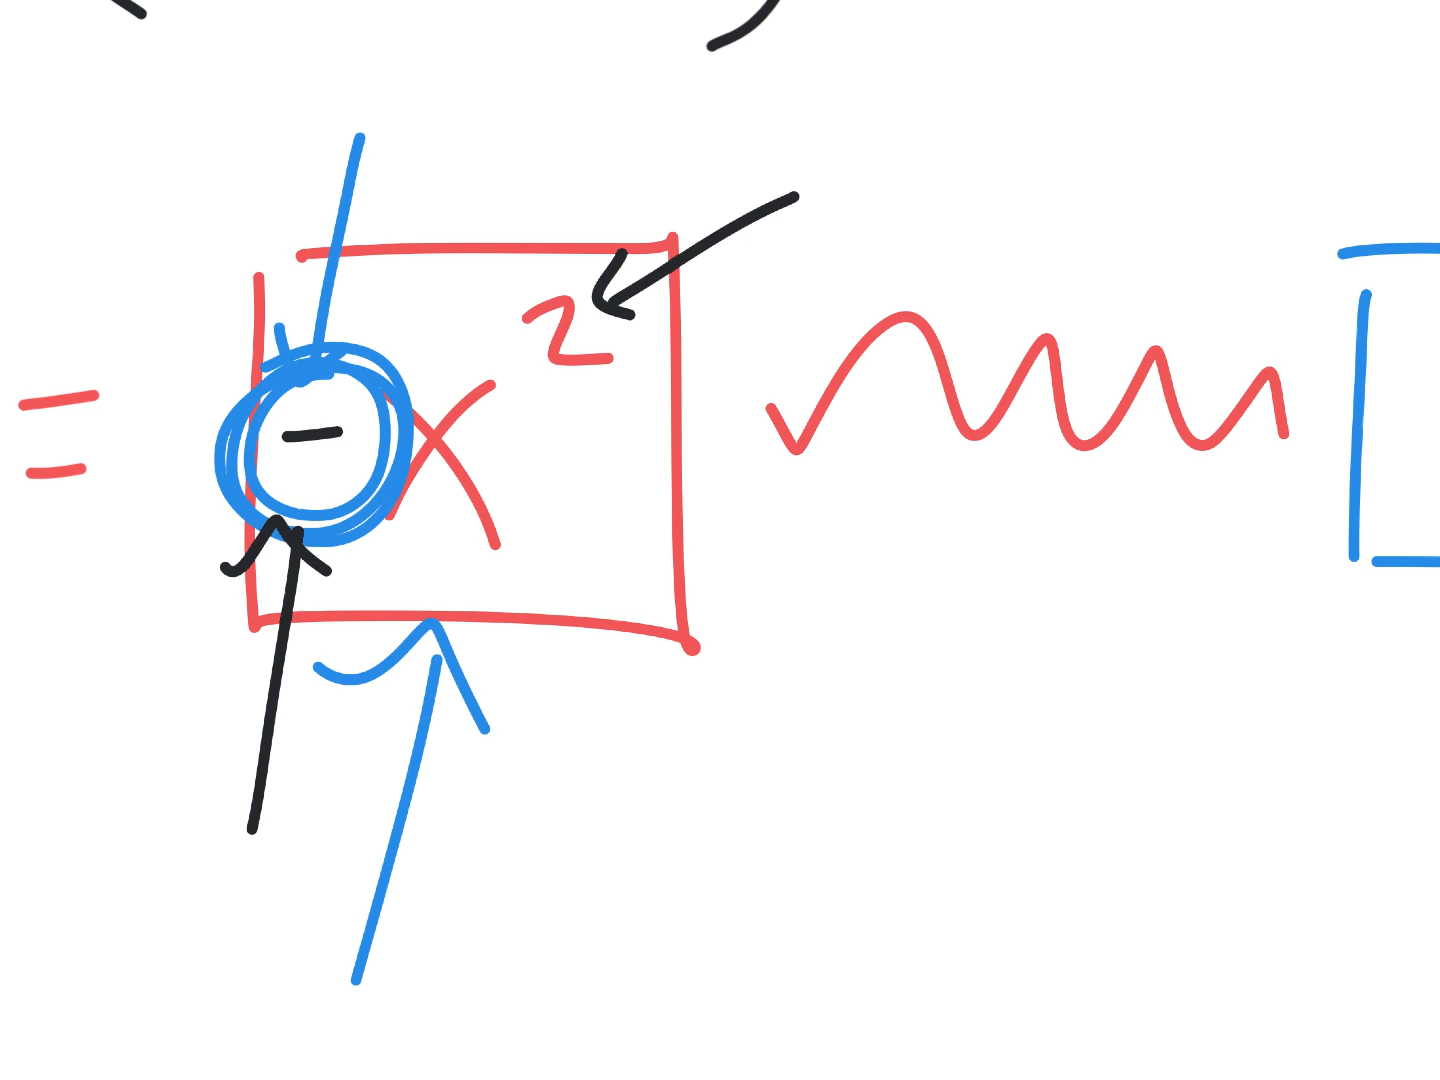 = - x²